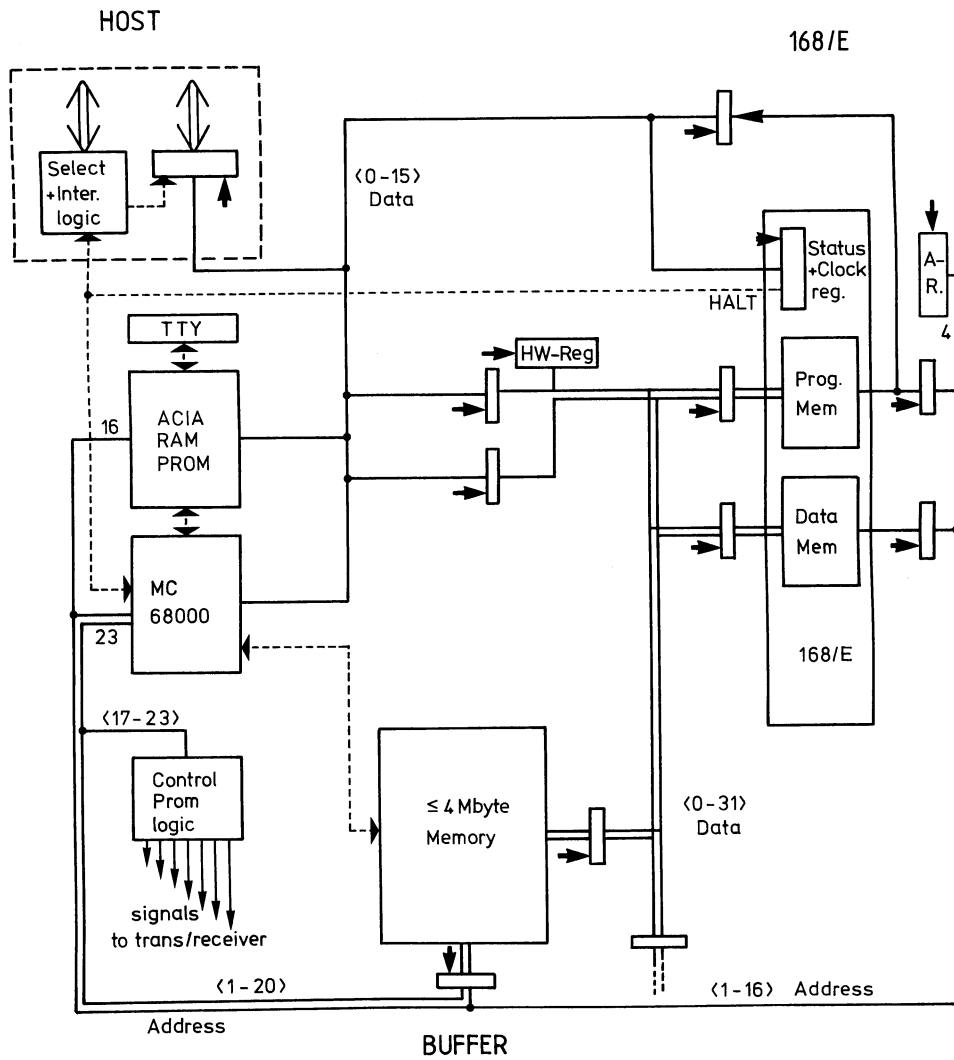 HOST
168/E
Select
+Inter.
logic
⟨0-15⟩
Data
Status
+Clock
reg.
A-
R.
HALT
4
TTY
HW-Reg
16
ACIA
RAM
PROM
Prog.
Mem
Data
Mem
MC
68000
23
168/E
⟨17-23⟩
Control
Prom
logic
≤ 4 Mbyte
Memory
⟨0-31⟩
Data
signals
to trans/receiver
⟨1-20⟩
⟨1-16⟩ Address
Address
BUFFER